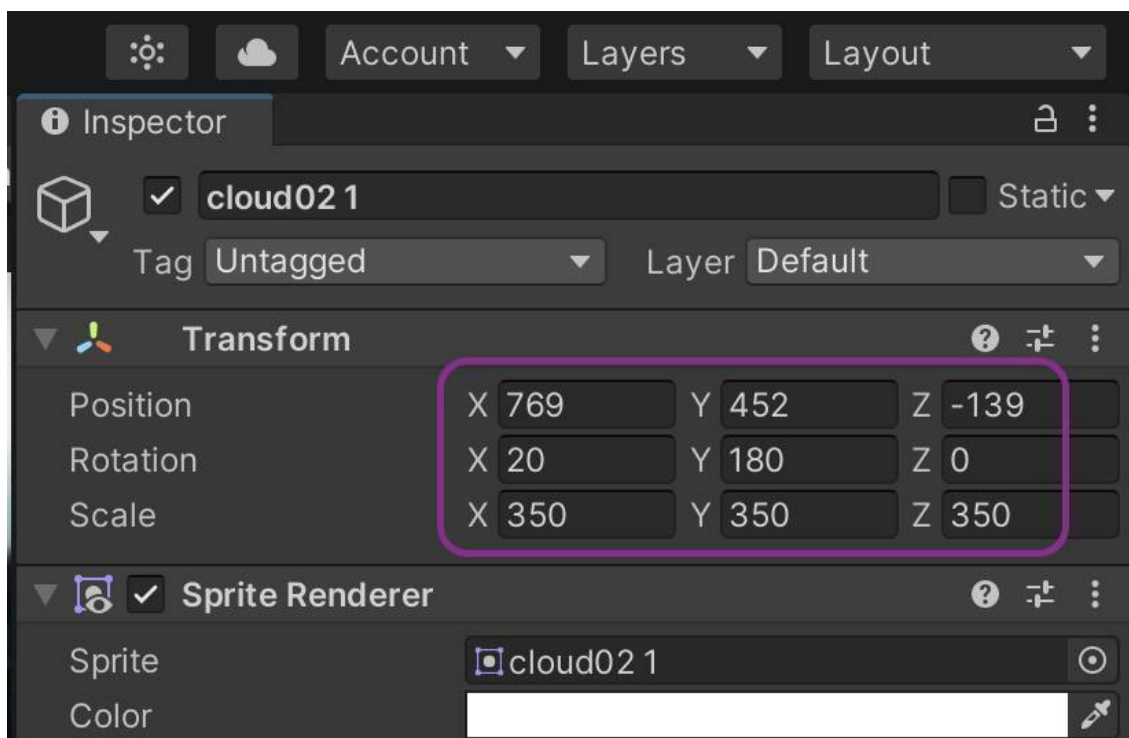 Account Layers Layout
Inspector
cloud02 1 Static
Tag Untagged Layer Default
Transform
Position X 769 Y 452 Z -139
Rotation X 20 Y 180 Z 0
Scale X 350 Y 350 Z 350
Sprite Renderer
Sprite cloud02 1
Color